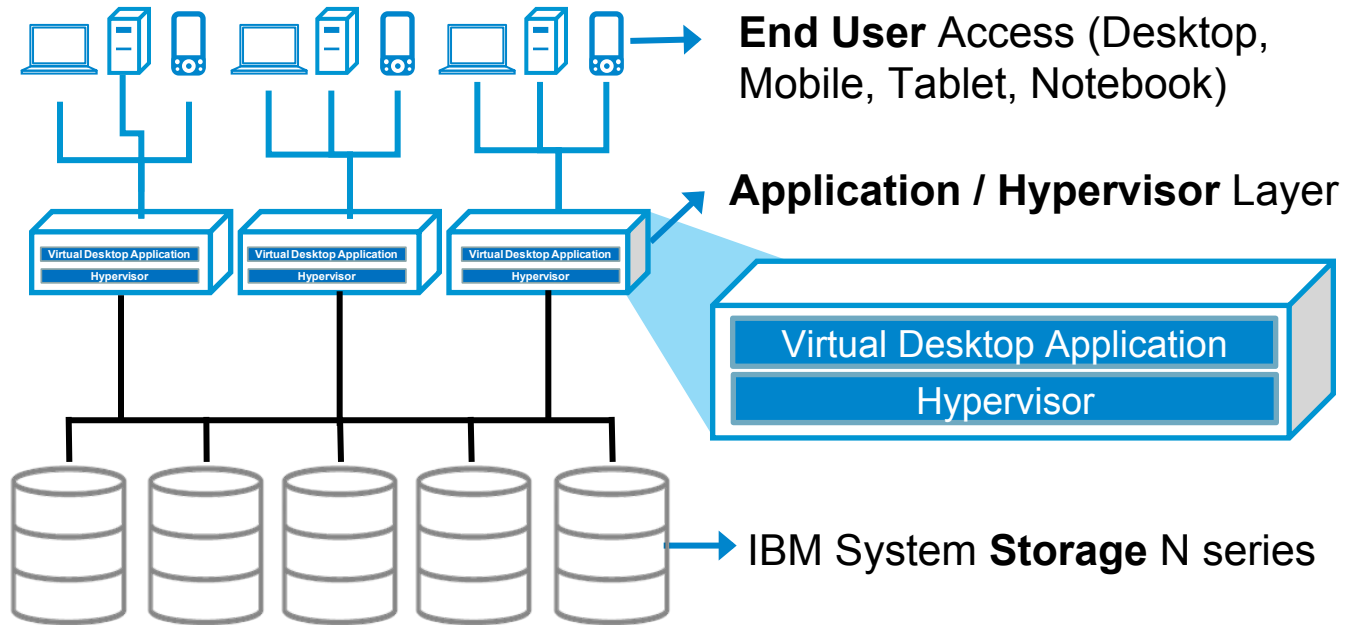 End User Access (Desktop,
Mobile, Tablet, Notebook)
Application / Hypervisor Layer
Virtual Desktop Application
Hypervisor
Virtual Desktop Application
Hypervisor
Virtual Desktop Application
Hypervisor
Virtual Desktop Application
Hypervisor
IBM System Storage N series